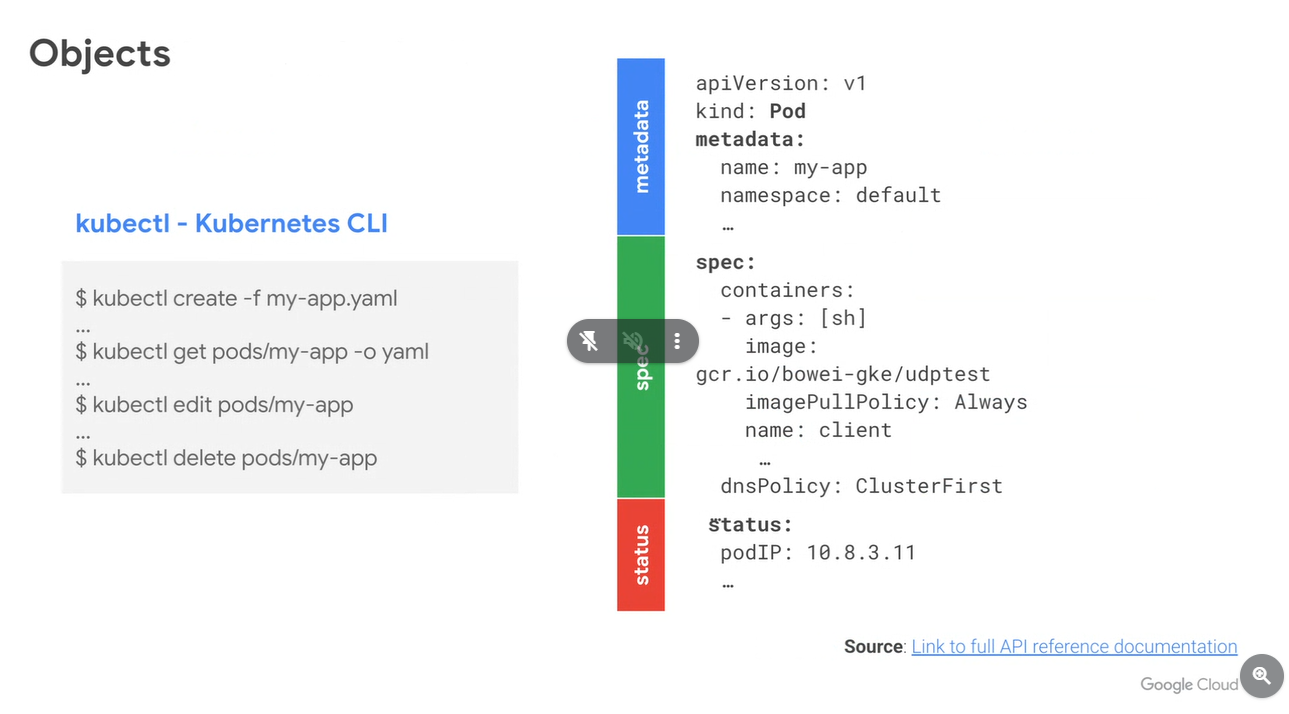 Objects
kubectl - Kubernetes CLI
$ kubectl create -f my-app.yaml
...
$ kubectl get pods/my-app -o yaml
...
$ kubectl edit pods/my-app
...
$ kubectl delete pods/my-app
metadata
spec
status
apiVersion: v1
kind: Pod
metadata:
  name: my-app
  namespace: default
  …
spec:
  containers:
  - args: [sh]
    image:
gcr.io/bowei-gke/udptest
    imagePullPolicy: Always
    name: client
     …
  dnsPolicy: ClusterFirst
 …
 status:
  podIP: 10.8.3.11
  …
Source: Link to full API reference documentation
Google Cloud